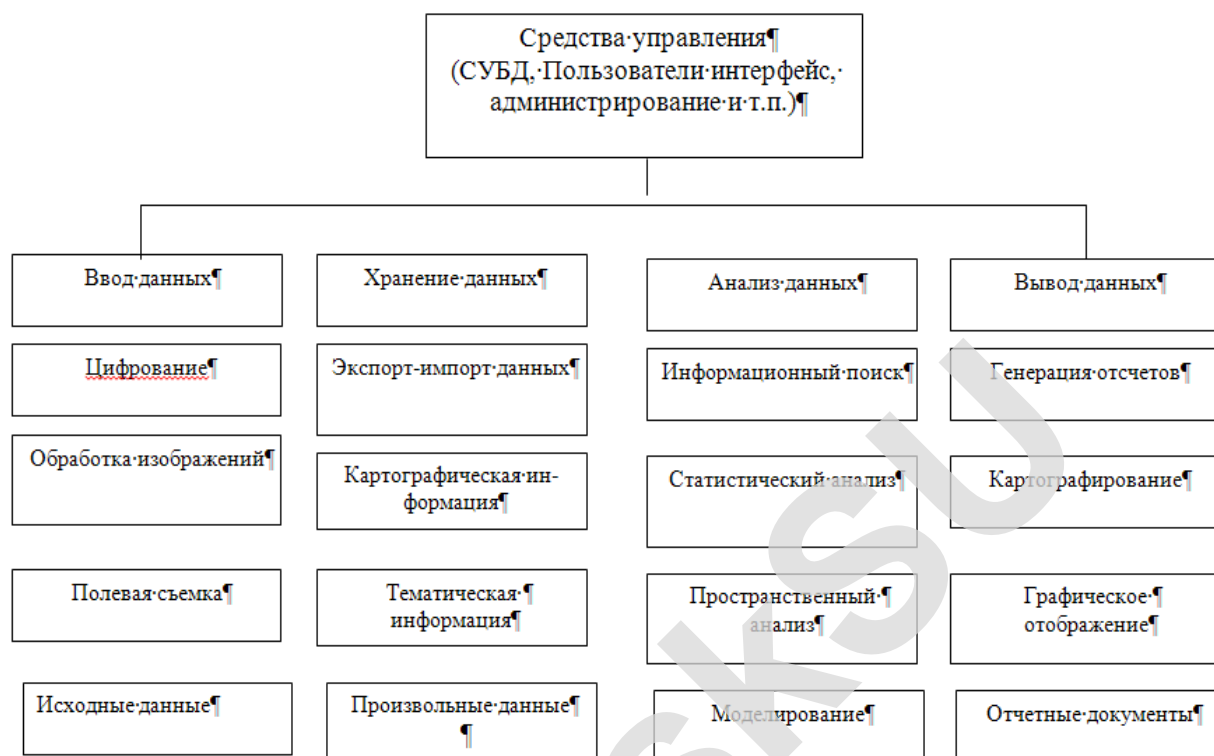 Средства управления
(СУБД, Пользователи интерфейс,
администрирование и т.п.)
Ввод данных
Хранение данных
Анализ данных
Вывод данных
Цифрование
Экспорт-импорт данных
Информационный поиск
Генерация отсчетов
Обработка изображений
Картографическая ин-
формация
Статистический анализ
Картографирование
Полевая съемка
Тематическая
информация
Пространственный
анализ
Графическое
отображение
Исходные данные
Произвольные данные
Моделирование
Отчетные документы
SkSU